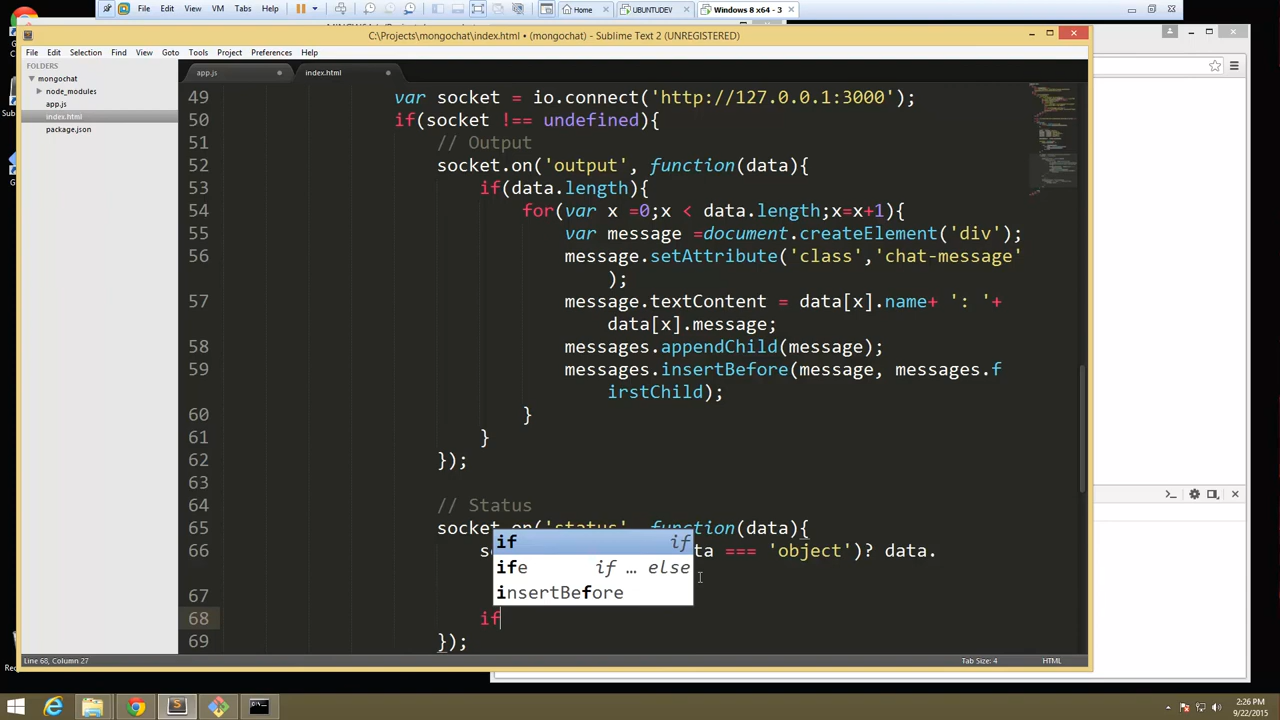 File Edit View VM Tabs Help
Home UBUNTUDEV Windows 8 x64 - 3
C:\Projects\mongochat\index.html • (mongochat) - Sublime Text 2 (UNREGISTERED)
File Edit Selection Find View Goto Tools Project Preferences Help
FOLDERS
mongochat
node_modules
app.js
index.html
package.json
app.js index.html
49 var socket = io.connect('http://127.0.0.1:3000');
50 if(socket !== undefined){
51 // Output
52 socket.on('output', function(data){
53 if(data.length){
54 for(var x =0;x < data.length;x=x+1){
55 var message =document.createElement('div');
56 message.setAttribute('class','chat-message'
);
57 message.textContent = data[x].name+ ': '+
data[x].message;
58 messages.appendChild(message);
59 messages.insertBefore(message, messages.f
irstChild);
60 }
61 }
62 });
63
64 // Status
65 socket.on('status', function(data){
66 === 'object')? data.
67
68 if
69 });
if if
ife if … else
insertBefore
Line 68, Column 27 Tab Size: 4 HTML
2:26 PM
9/22/2015